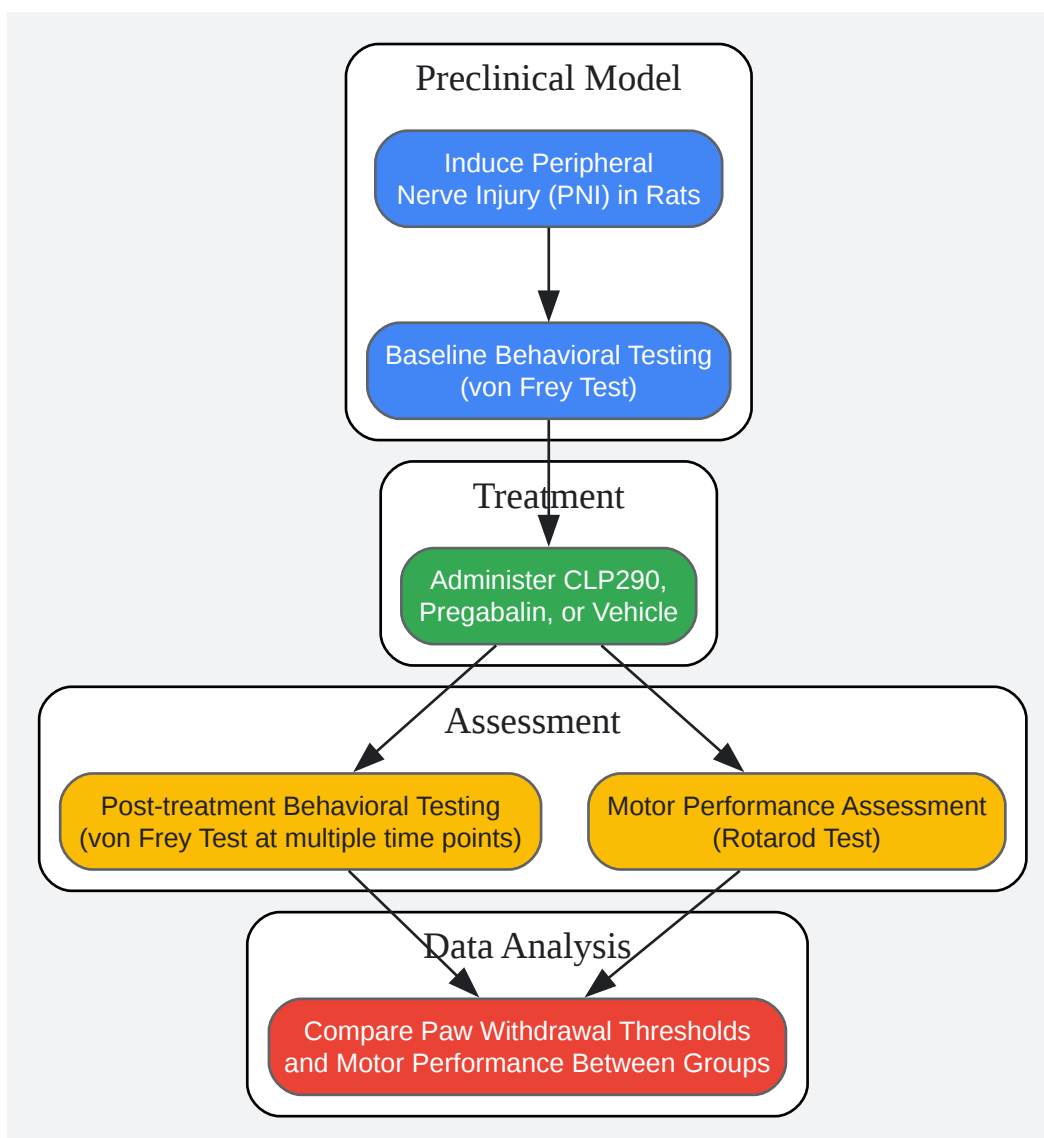 Preclinical Model
Induce Peripheral
Nerve Injury (PNI) in Rats
Baseline Behavioral Testing
(von Frey Test)
Treatment
Administer CLP290,
Pregabalin, or Vehicle
Assessment
Post-treatment Behavioral Testing
(von Frey Test at multiple time points)
Motor Performance Assessment
(Rotarod Test)
Data Analysis
Compare Paw Withdrawal Thresholds
and Motor Performance Between Groups